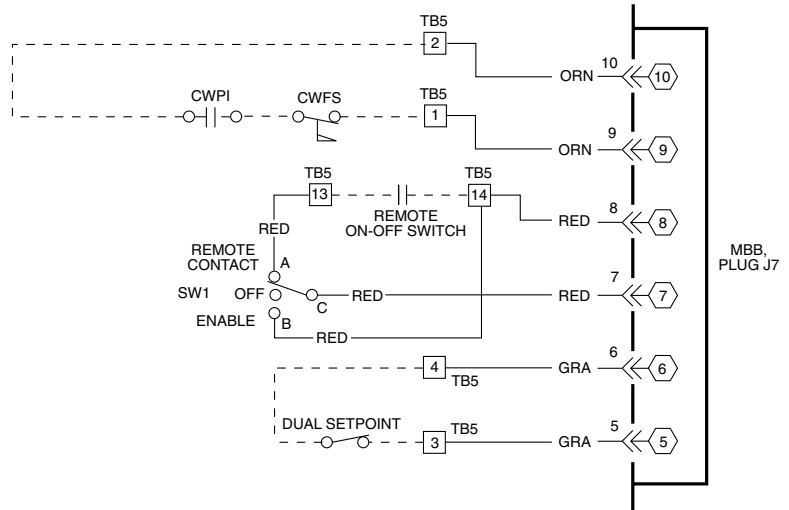 TB5
2
ORN
10
10
CWPI
CWFS
TB5
1
ORN
9
9
TB5
13
TB5
14
REMOTE
ON-OFF SWITCH
RED
8
8
RED
REMOTE
CONTACT
A
SW1
OFF
C
RED
RED
7
7
ENABLE
B
RED
MBB,
PLUG J7
4
TB5
GRA
6
6
DUAL SETPOINT
3
TB5
GRA
5
5